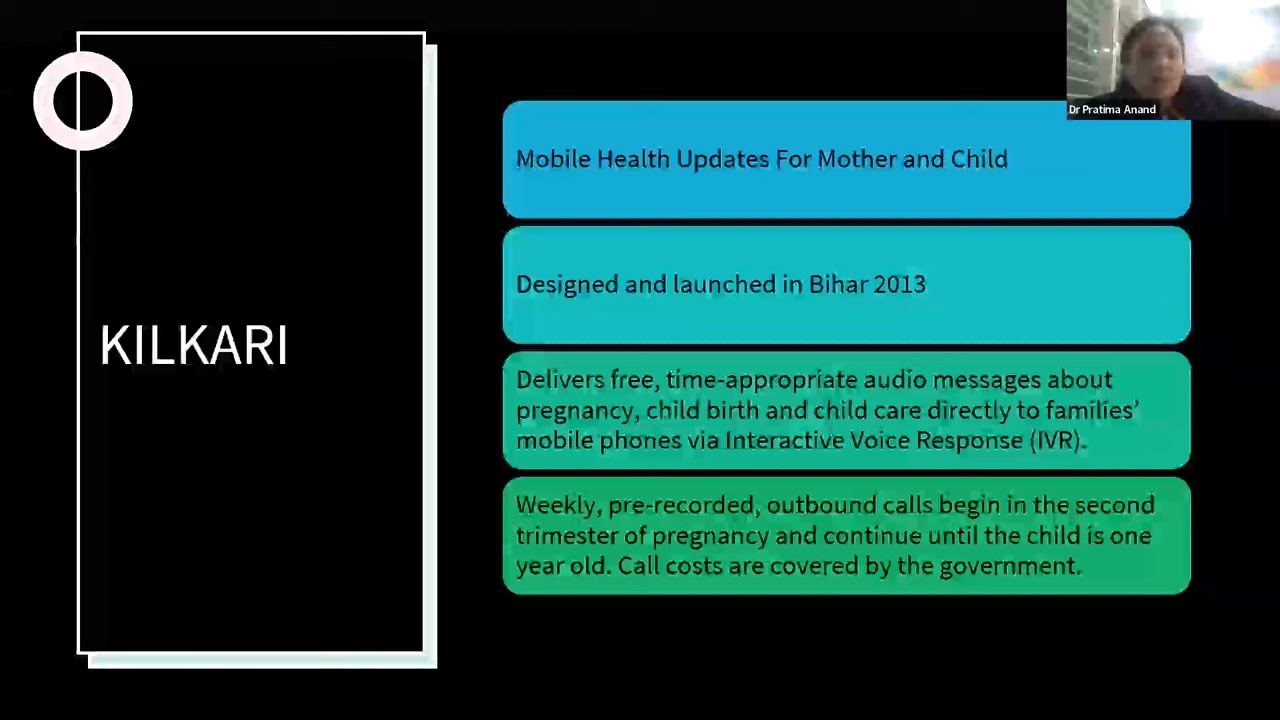 KILKARI
Mobile Health Updates For Mother and Child
Designed and launched in Bihar 2013
Delivers free, time-appropriate audio messages about
pregnancy, child birth and child care directly to families’
mobile phones via Interactive Voice Response (IVR).
Weekly, pre-recorded, outbound calls begin in the second
trimester of pregnancy and continue until the child is one
year old. Call costs are covered by the government.
Dr Pratima Anand